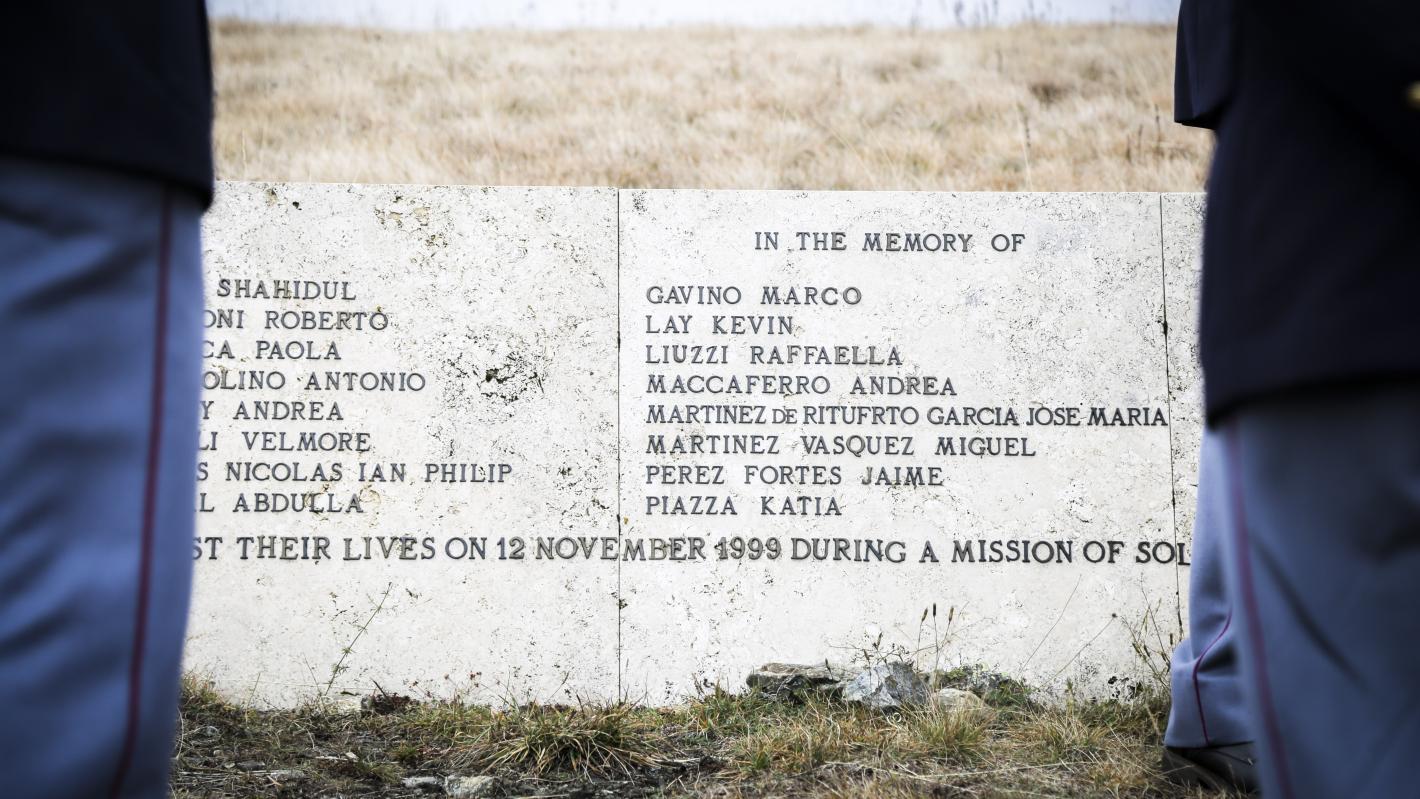 SHAHIDUL
ONI ROBERTO
CA PAOLA
OLINO ANTONIO
Y ANDREA
LI VELMORE
S NICOLAS IAN PHILIP
L ABDULLA
IN THE MEMORY OF
GAVINO MARCO
LAY KEVIN
LIUZZI RAFFAELLA
MACCAFERRO ANDREA
MARTINEZ DE RITUFRTO GARCIA JOSE MARIA
MARTINEZ VASQUEZ MIGUEL
PEREZ FORTES JAIME
PIAZZA KATIA
ST THEIR LIVES ON 12 NOVEMBER 1999 DURING A MISSION OF SOL